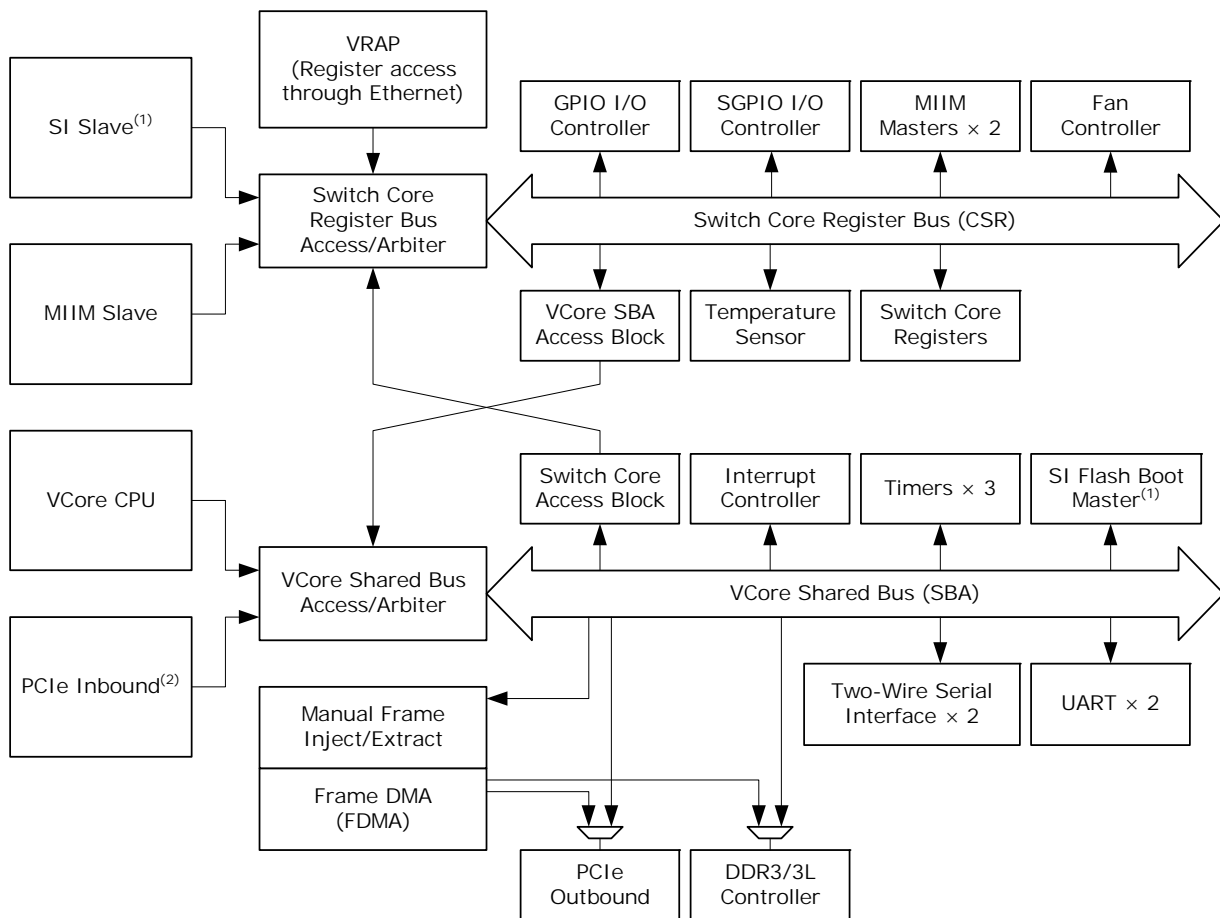 VRAP
(Register access
through Ethernet)
SI Slave(1)
GPIO I/O
Controller
SGPIO I/O
Controller
MIIM
Masters × 2
Fan
Controller
Switch Core
Register Bus
Access/Arbiter
Switch Core Register Bus (CSR)
MIIM Slave
VCore SBA
Access Block
Temperature
Sensor
Switch Core
Registers
VCore CPU
Switch Core
Access Block
Interrupt
Controller
Timers × 3
SI Flash Boot
Master(1)
VCore Shared Bus
Access/Arbiter
VCore Shared Bus (SBA)
PCIe Inbound(2)
Manual Frame
Inject/Extract
Two-Wire Serial
Interface × 2
UART × 2
Frame DMA
(FDMA)
PCIe
Outbound
DDR3/3L
Controller